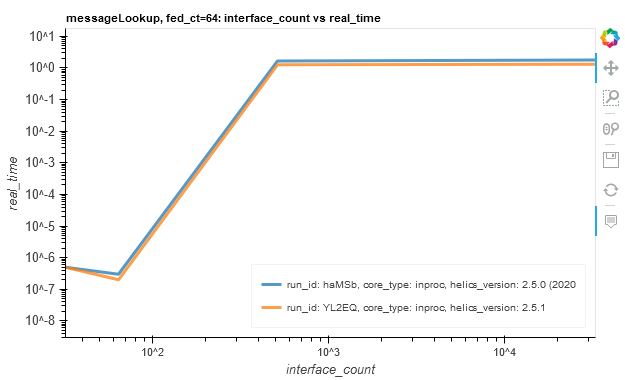 messageLookup, fed_ct=64: interface_count vs real_time
10^1
10^0
10^-1
10^-2
10^-3
10^-4
10^-5
10^-6
10^-7
10^-8
real_time
run_id: haMSb, core_type: inproc, helics_version: 2.5.0 (2020
run_id: YL2EQ, core_type: inproc, helics_version: 2.5.1
10^2
10^3
10^4
interface_count